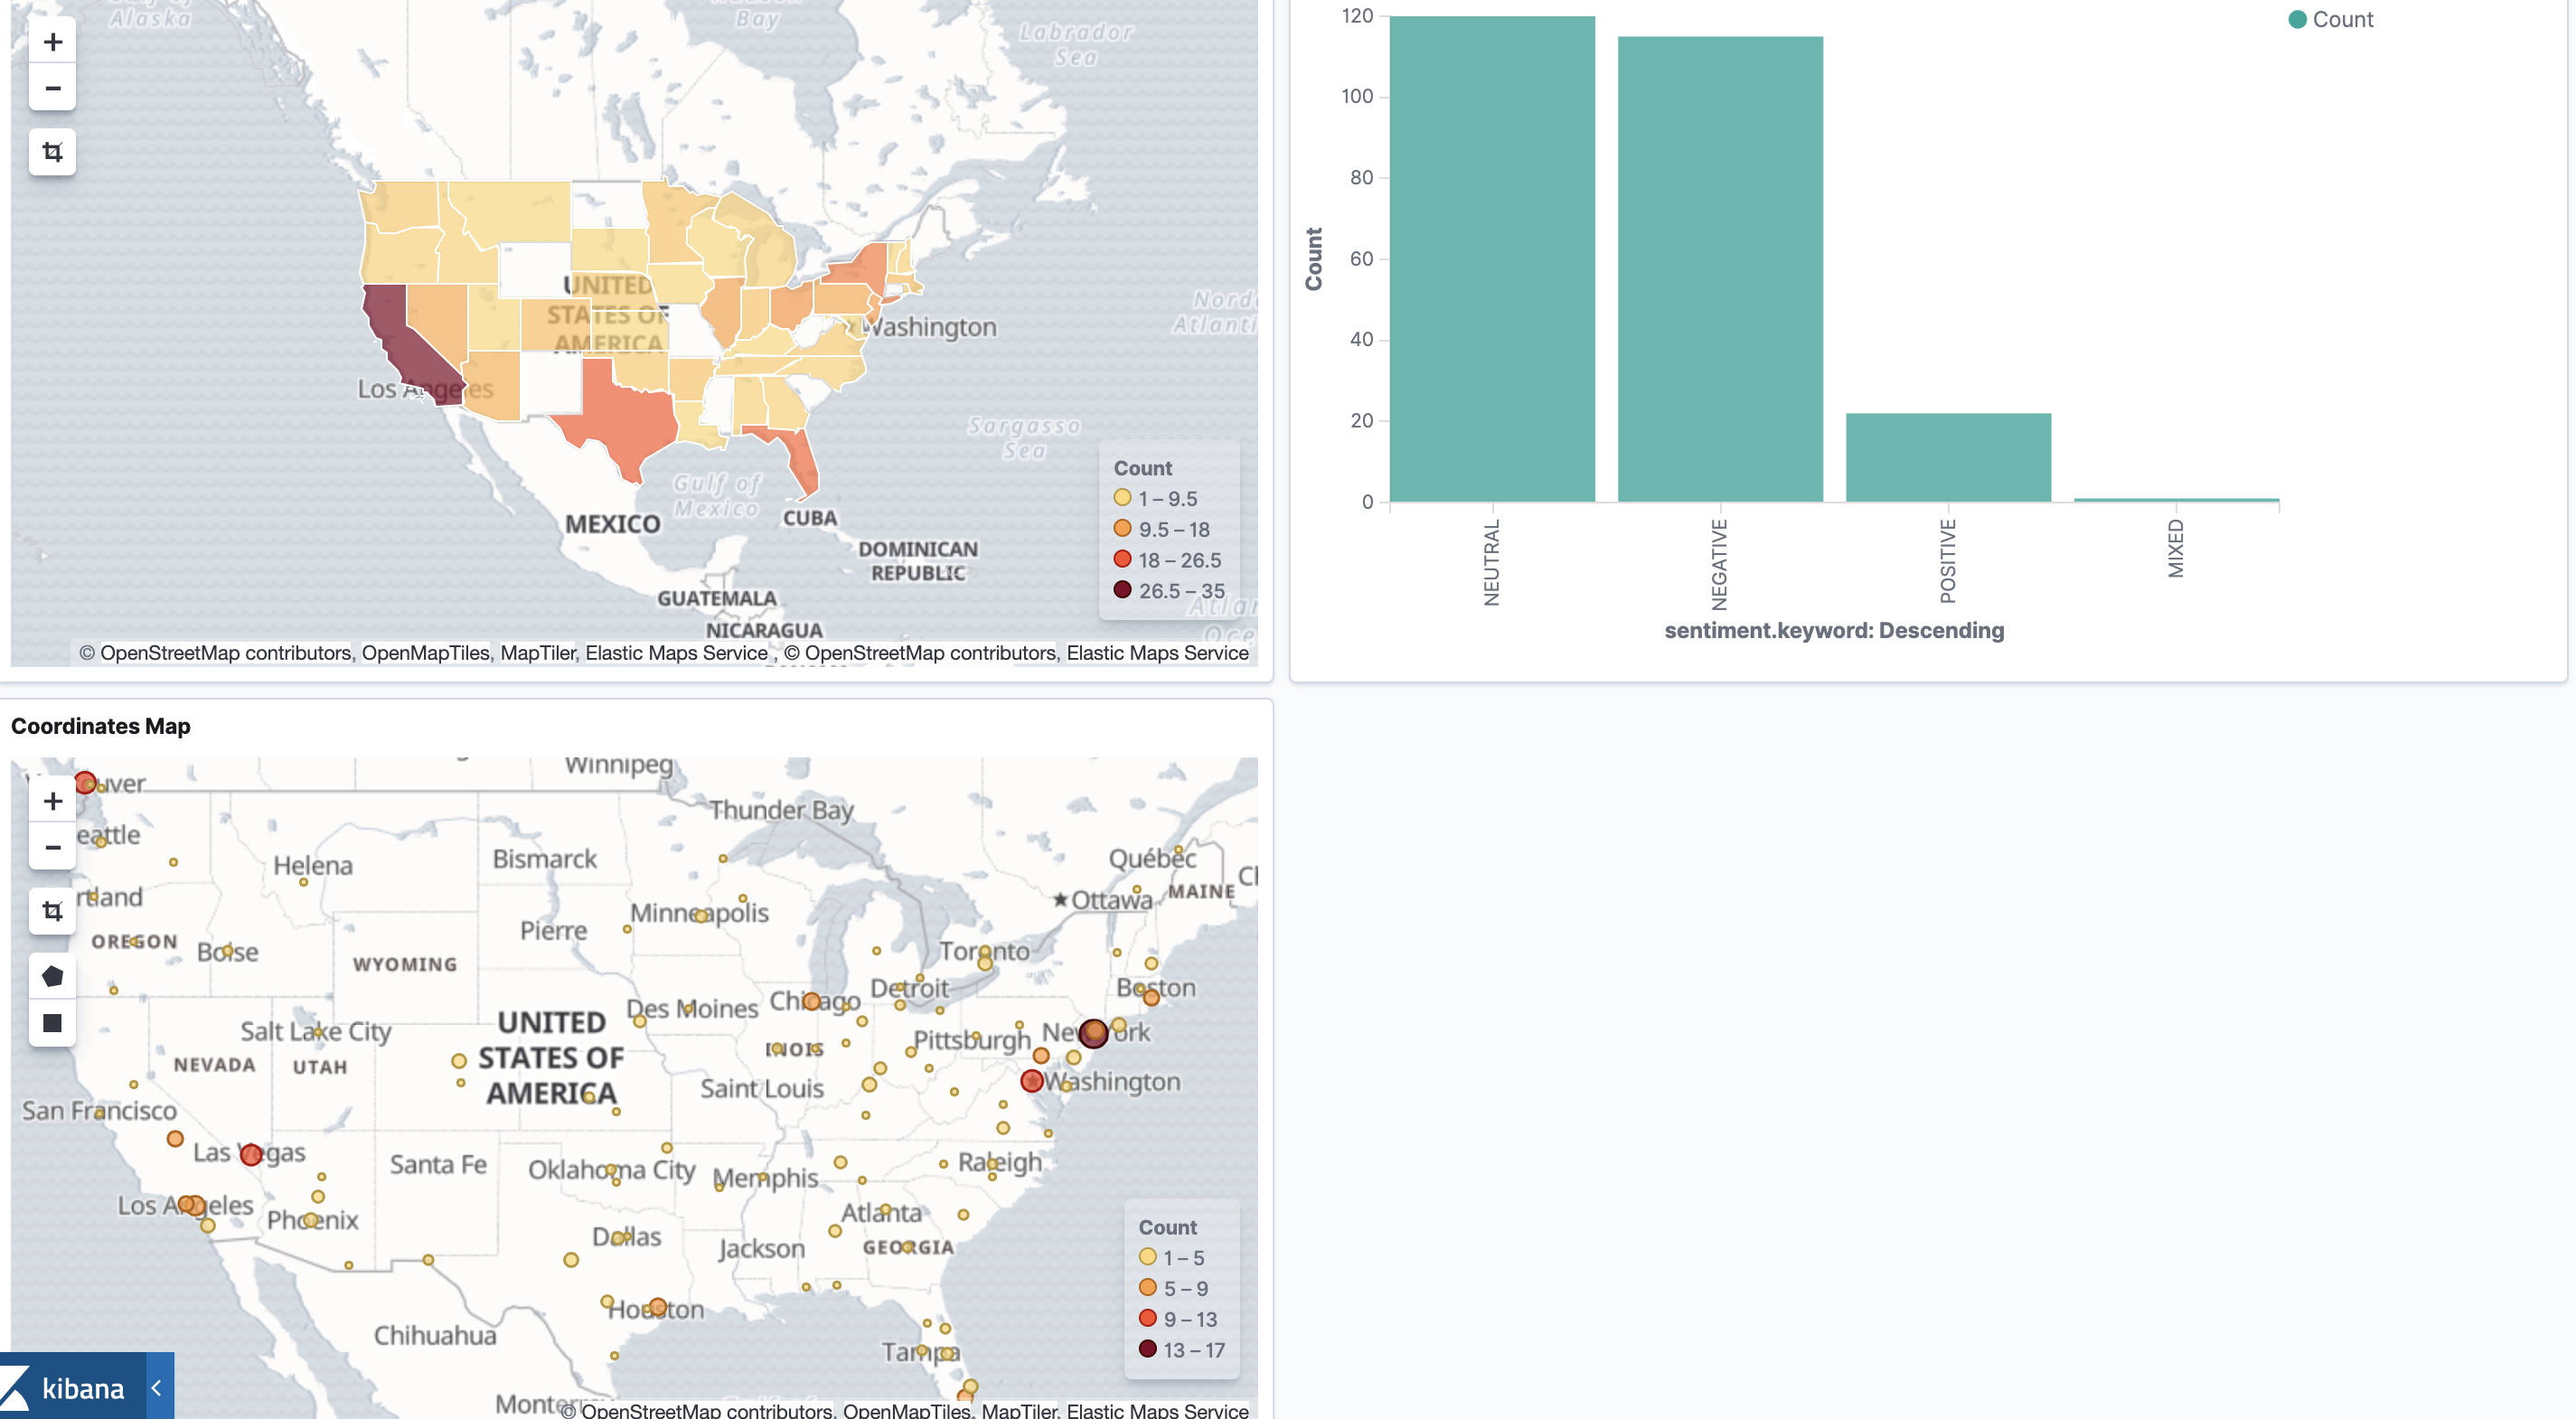 Alaska
Bay
Labrador
Sea
UNITED
STATES OF
AMERICA
Washington
Los Angeles
Sargasso
Sea
Gulf of
Mexico
MEXICO
CUBA
DOMINICAN
REPUBLIC
GUATEMALA
NICARAGUA
Count
1 – 9.5
9.5 – 18
18 – 26.5
26.5 – 35
© OpenStreetMap contributors, OpenMapTiles, MapTiler, Elastic Maps Service , © OpenStreetMap contributors, Elastic Maps Service
Count
120
100
80
60
40
20
0
Count
NEUTRAL
NEGATIVE
POSITIVE
MIXED
sentiment.keyword: Descending
Coordinates Map
Winnipeg
uver
Thunder Bay
eattle
Helena
Bismarck
Québec
rtland
Ottawa
MAINE
Minneapolis
Pierre
OREGON
Boise
WYOMING
Toronto
Detroit
Boston
Des Moines
Chicago
Salt Lake City
UNITED
STATES OF
AMERICA
NEVADA
UTAH
Pittsburgh
New York
Saint Louis
Washington
San Francisco
Las Vegas
Santa Fe
Oklahoma City
Memphis
Raleigh
Los Angeles
Phoenix
Atlanta
Dallas
Jackson
GEORGIA
Houston
Chihuahua
Tampa
Count
1 – 5
5 – 9
9 – 13
13 – 17
kibana
© OpenStreetMap contributors, OpenMapTiles, MapTiler, Elastic Maps Service